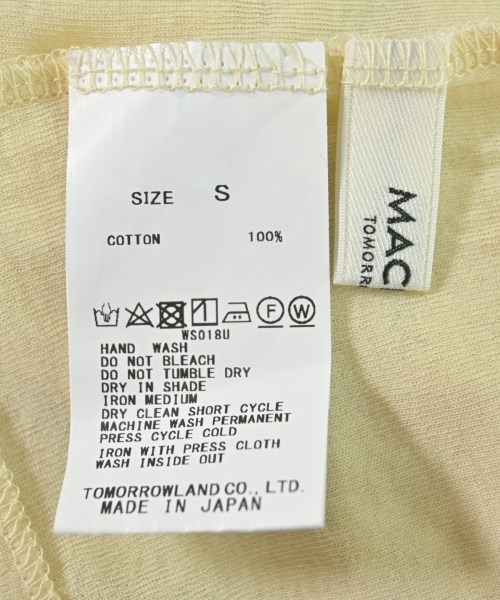 SIZE S
COTTON 100%
F W
WS018U
HAND WASH
DO NOT BLEACH
DO NOT TUMBLE DRY
DRY IN SHADE
IRON MEDIUM
DRY CLEAN SHORT CYCLE
MACHINE WASH PERMANENT
PRESS CYCLE COLD
IRON WITH PRESS CLOTH
WASH INSIDE OUT
TOMORROWLAND CO., LTD.
MADE IN JAPAN
MAC
TOMORR